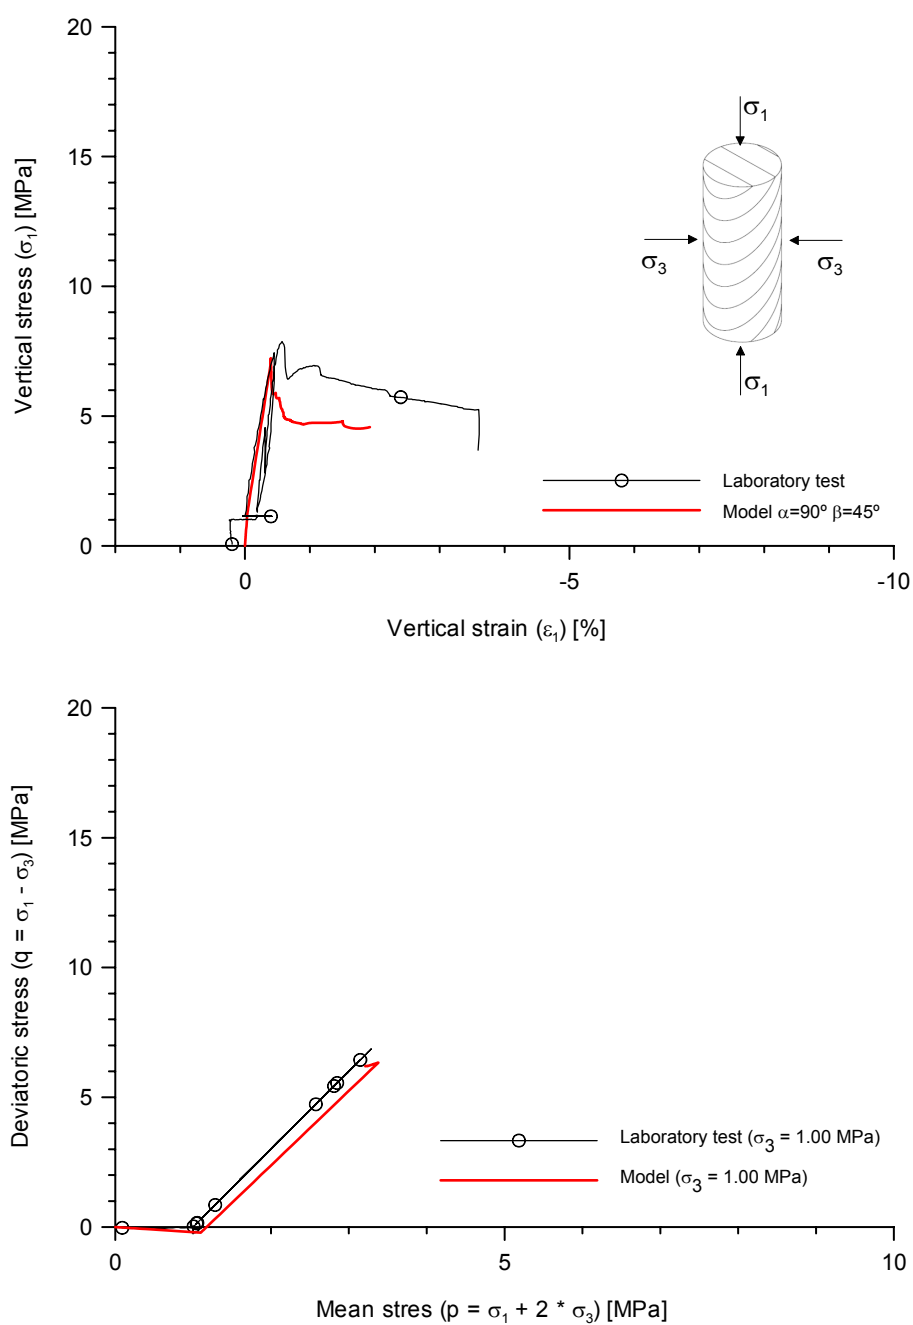 20
15
10
5
0
Vertical stress (σ1) [MPa]
σ1
σ3
σ3
σ1
Laboratory test
Model α=90º β=45º
0
-5
-10
Vertical strain (ε1) [%]
20
15
10
5
0
Deviatoric stress (q = σ1 - σ3) [MPa]
Laboratory test (σ3 = 1.00 MPa)
Model (σ3 = 1.00 MPa)
0
5
10
Mean stres (p = σ1 + 2 * σ3) [MPa]